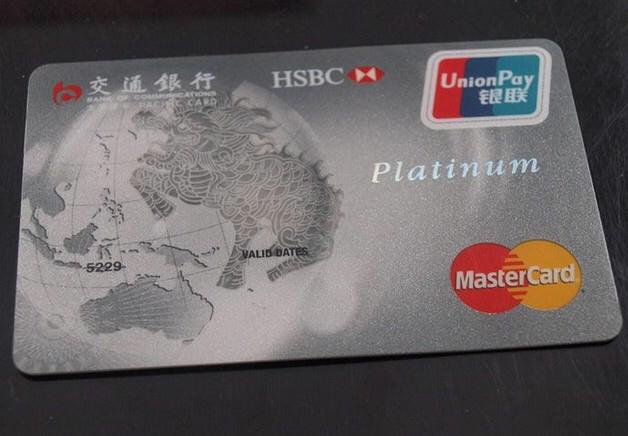 交通銀行
BANK OF COMMUNICATIONS
PACIFIC CARD
HSBC
UnionPay
银联
Platinum
5229
VALID DATES
MasterCard